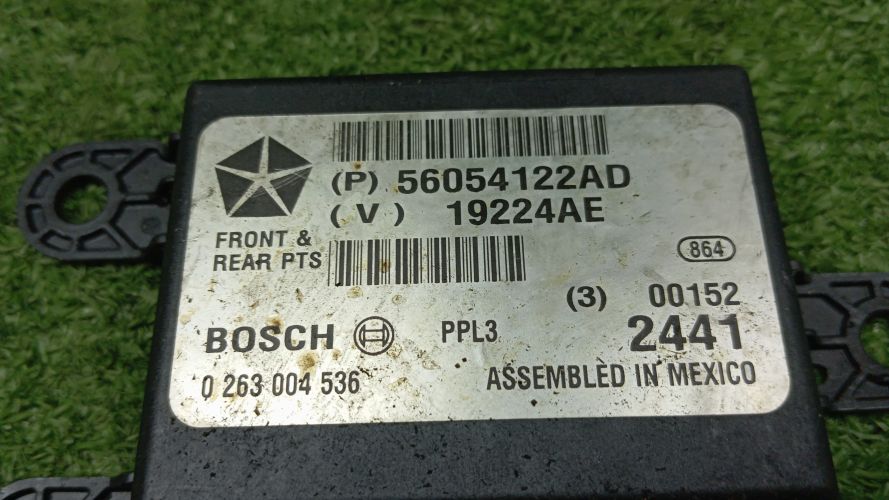 (P) 56054122AD
(V) 19224AE
FRONT &
REAR PTS
864
(3) 00152
BOSCH PPL3 2441
0 263 004 536 ASSEMBLED IN MEXICO